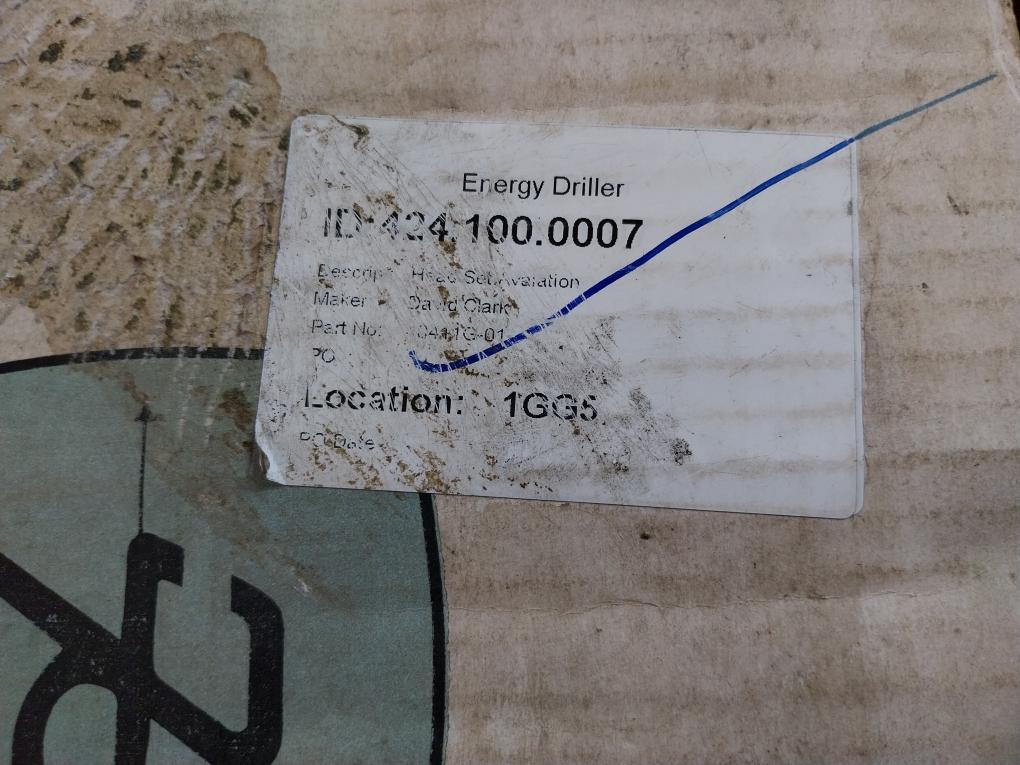 Energy Driller
ID:424.100.0007
Descrip Head Set.Avaiation
Maker David Clark
Part No:
PO
Location: 1GG5
PO Date